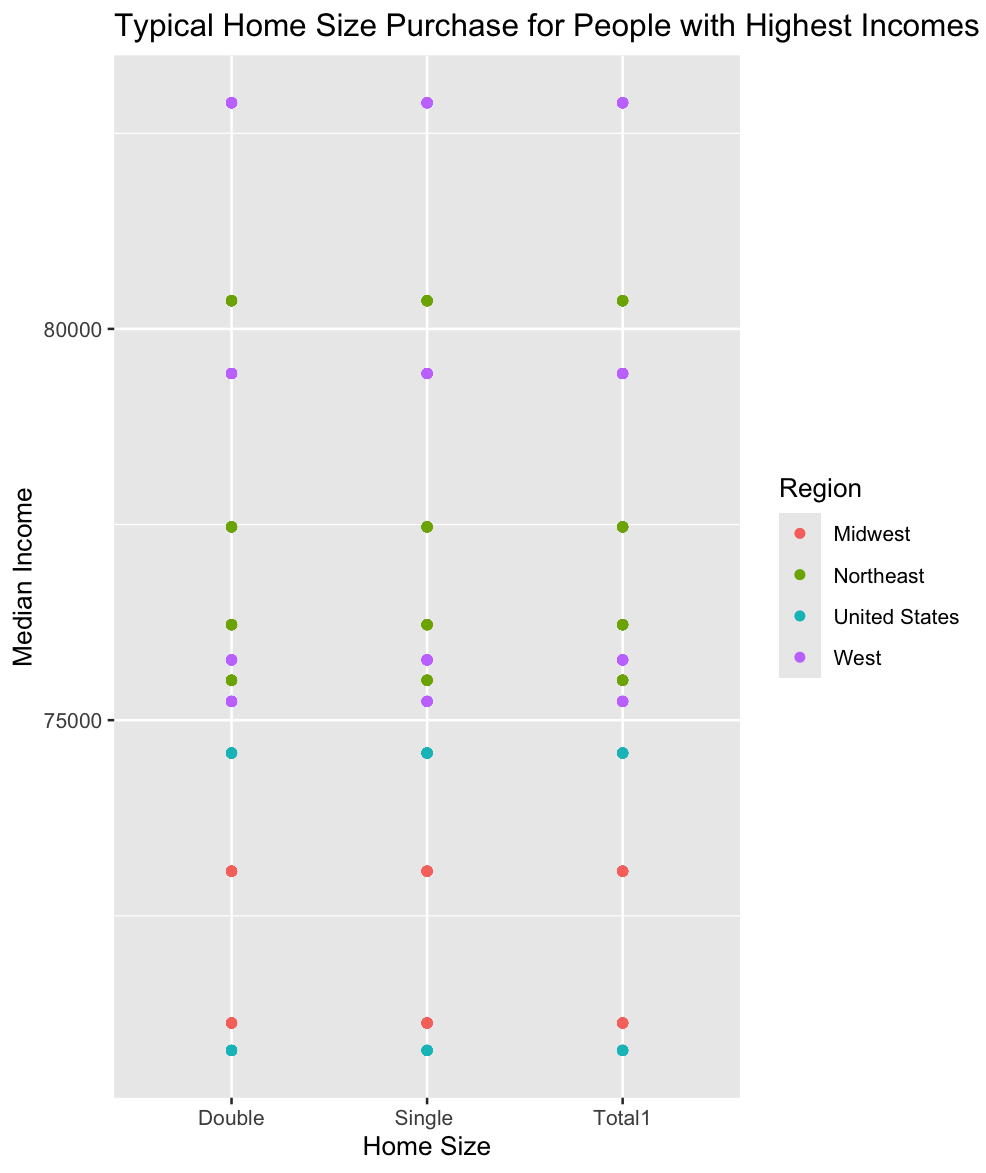 Typical Home Size Purchase for People with Highest Incomes
80000
75000
Median Income
Double
Single
Total1
Home Size
Region
Midwest
Northeast
United States
West